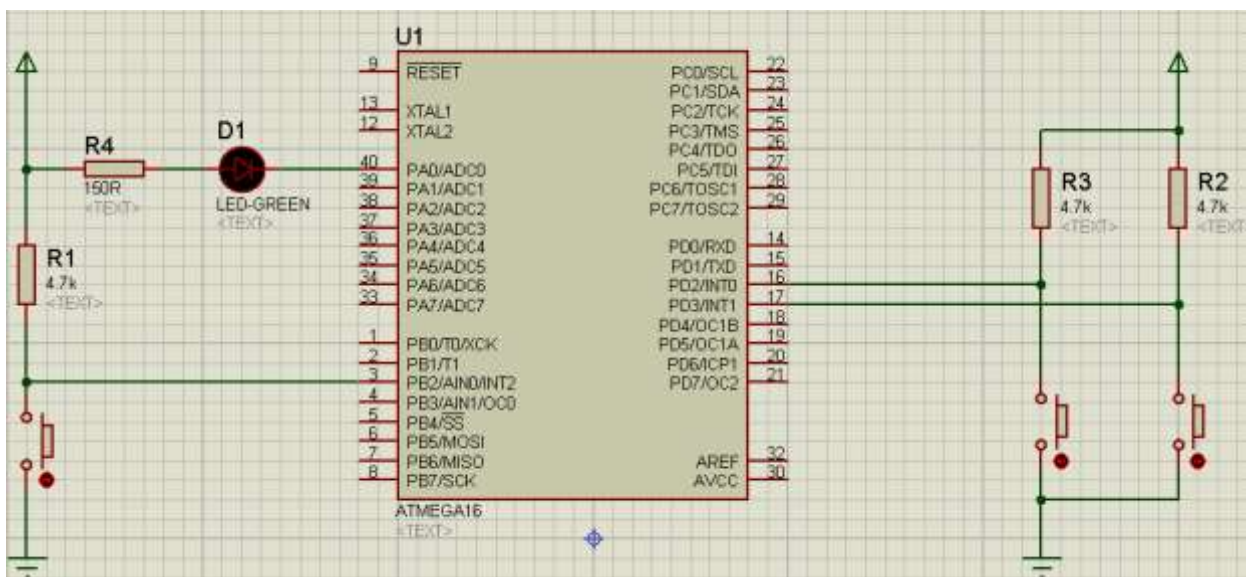 U1
9 RESET
13 XTAL1
12 XTAL2
40 PA0/ADC0
39 PA1/ADC1
38 PA2/ADC2
37 PA3/ADC3
36 PA4/ADC4
35 PA5/ADC5
34 PA6/ADC6
33 PA7/ADC7
1 PB0/T0/XCK
2 PB1/T1
3 PB2/AIN0/INT2
4 PB3/AIN1/OC0
5 PB4/SS
6 PB5/MOSI
7 PB6/MISO
8 PB7/SCK
PC0/SCL 22
PC1/SDA 23
PC2/TCK 24
PC3/TMS 25
PC4/TDO 26
PC5/TDI 27
PC6/TOSC1 28
PC7/TOSC2 29
PD0/RXD 14
PD1/TXD 15
PD2/INT0 16
PD3/INT1 17
PD4/OC1B 18
PD5/OC1A 19
PD6/ICP1 20
PD7/OC2 21
AREF 32
AVCC 30
ATMEGA16
<TEXT>
R4
150R
<TEXT>
D1
LED-GREEN
<TEXT>
R1
4.7k
<TEXT>
R3
4.7k
<TEXT>
R2
4.7k
<TEXT